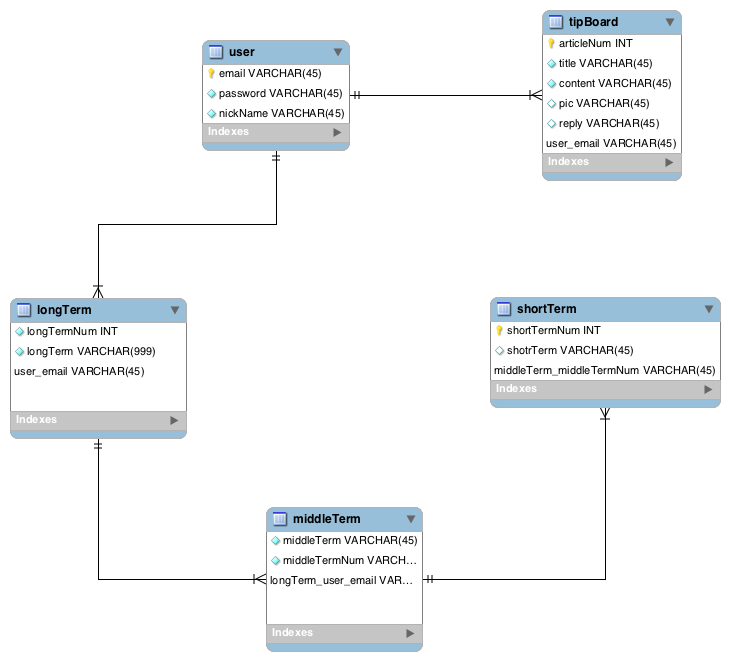 user
email VARCHAR(45)
password VARCHAR(45)
nickName VARCHAR(45)
Indexes
tipBoard
articleNum INT
title VARCHAR(45)
content VARCHAR(45)
pic VARCHAR(45)
reply VARCHAR(45)
user_email VARCHAR(45)
Indexes
longTerm
longTermNum INT
longTerm VARCHAR(999)
user_email VARCHAR(45)
Indexes
shortTerm
shortTermNum INT
shotrTerm VARCHAR(45)
middleTerm_middleTermNum VARCHAR(45)
Indexes
middleTerm
middleTerm VARCHAR(45)
middleTermNum VARCH...
longTerm_user_email VAR...
Indexes